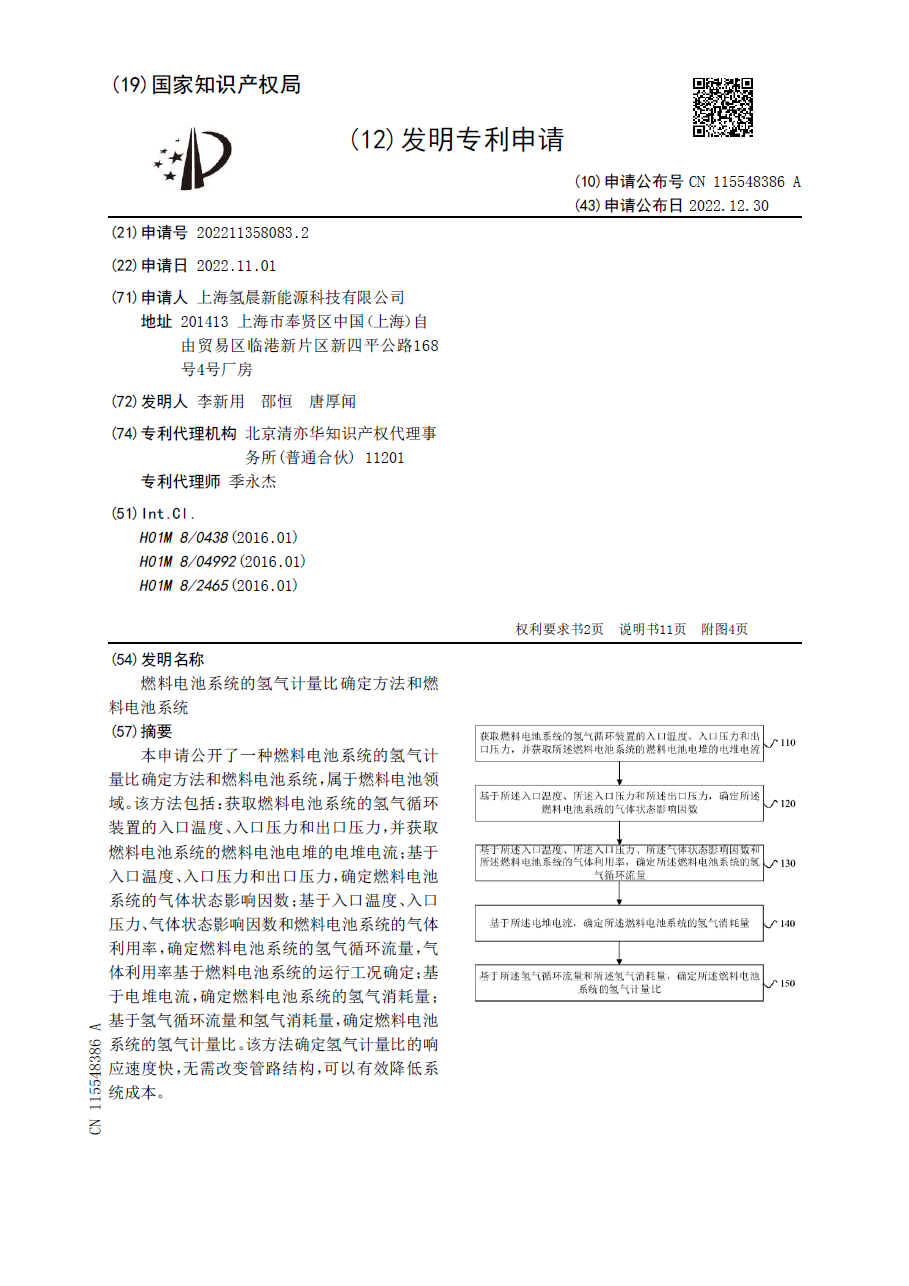 (19)国家知识产权局
(12)发明专利申请
(10)申请公布号 CN 115548386 A
(43)申请公布日 2022.12.30
(21)申请号 202211358083.2
(22)申请日 2022.11.01
(71)申请人 上海氢晨新能源科技有限公司
地址 201413 上海市奉贤区中国(上海)自
由贸易区临港新片区新四平公路168
号4号厂房
(72)发明人 李新用 邵恒 唐厚闻
(74)专利代理机构 北京清亦华知识产权代理事
务所(普通合伙) 11201
专利代理师 季永杰
(51)Int.Cl.
H01M 8/0438(2016.01)
H01M 8/04992(2016.01)
H01M 8/2465(2016.01)
权利要求书2页 说明书11页 附图4页
(54)发明名称
燃料电池系统的氢气计量比确定方法和燃
料电池系统
(57)摘要
本申请公开了一种燃料电池系统的氢气计
量比确定方法和燃料电池系统,属于燃料电池领
域。该方法包括:获取燃料电池系统的氢气循环
装置的入口温度、入口压力和出口压力,并获取
燃料电池系统的燃料电池电堆的电堆电流;基于
入口温度、入口压力和出口压力,确定燃料电池
系统的气体状态影响因数;基于入口温度、入口
压力、气体状态影响因数和燃料电池系统的气体
利用率,确定燃料电池系统的氢气循环流量,气
体利用率基于燃料电池系统的运行工况确定;基
于电堆电流,确定燃料电池系统的氢气消耗量;
基于氢气循环流量和氢气消耗量,确定燃料电池
系统的氢气计量比。该方法确定氢气计量比的响
应速度快,无需改变管路结构,可以有效降低系
统成本。
获取燃料电池系统的氢气循环装置的入口温度、入口压力和出
口压力，并获取所述燃料电池系统的燃料电池电堆的电堆电流
110
基于所述入口温度、所述入口压力和所述出口压力，确定所述
燃料电池系统的气体状态影响因数
120
基于所述入口温度、所述入口压力、所述气体状态影响因数和
所述燃料电池系统的气体利用率，确定所述燃料电池系统的氢
气循环流量
130
基于所述电堆电流，确定所述燃料电池系统的氢气消耗量
140
基于所述氢气循环流量和所述氢气消耗量，确定所述燃料电池
系统的氢气计量比
150
CN 115548386 A